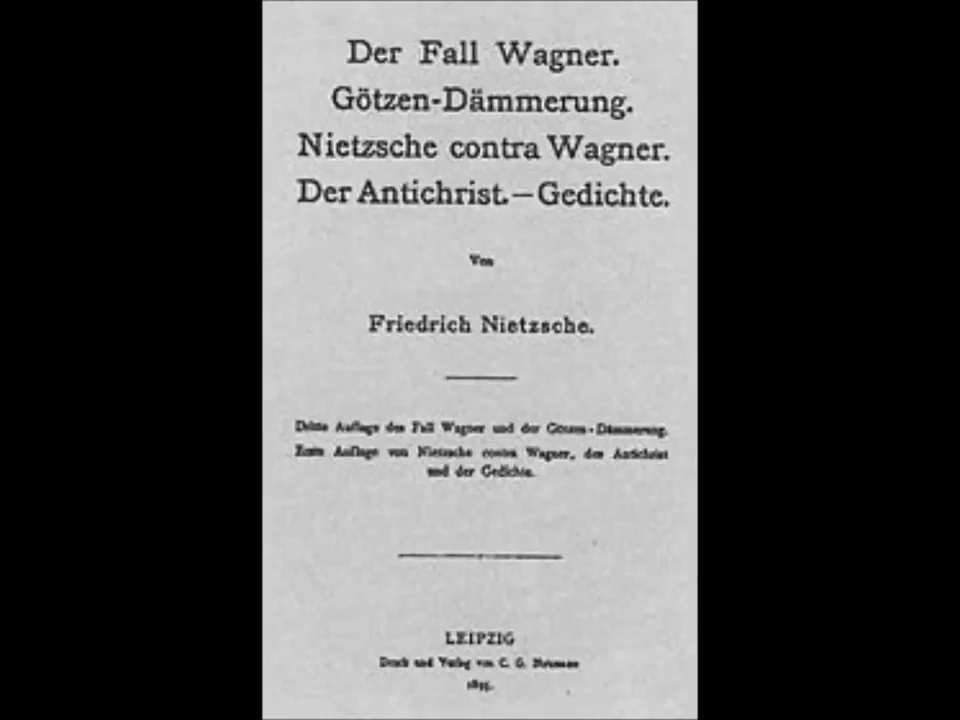 Der Fall Wagner.
Götzen-Dämmerung.
Nietzsche contra Wagner.
Der Antichrist.—Gedichte.
Von
Friedrich Nietzsche.
Dritte Auflage des Fall Wagner und der Götzen-Dämmerung.
Erste Auflage von Nietzsche contra Wagner, des Antichrist
und der Gedichte.
LEIPZIG
Druck und Verlag von C. G. Naumann
1895.